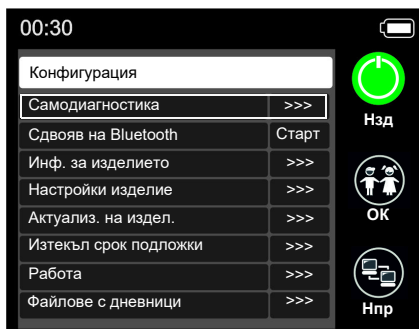 00:30
Конфигурация
Самодиагностика >>>
Сдвояв на Bluetooth Старт
Инф. за изделието >>>
Настройки изделие >>>
Актуализ. на издел. >>>
Изтекъл срок подложки >>>
Работа >>>
Файлове с дневници >>>
Нзд
ОК
Нпр